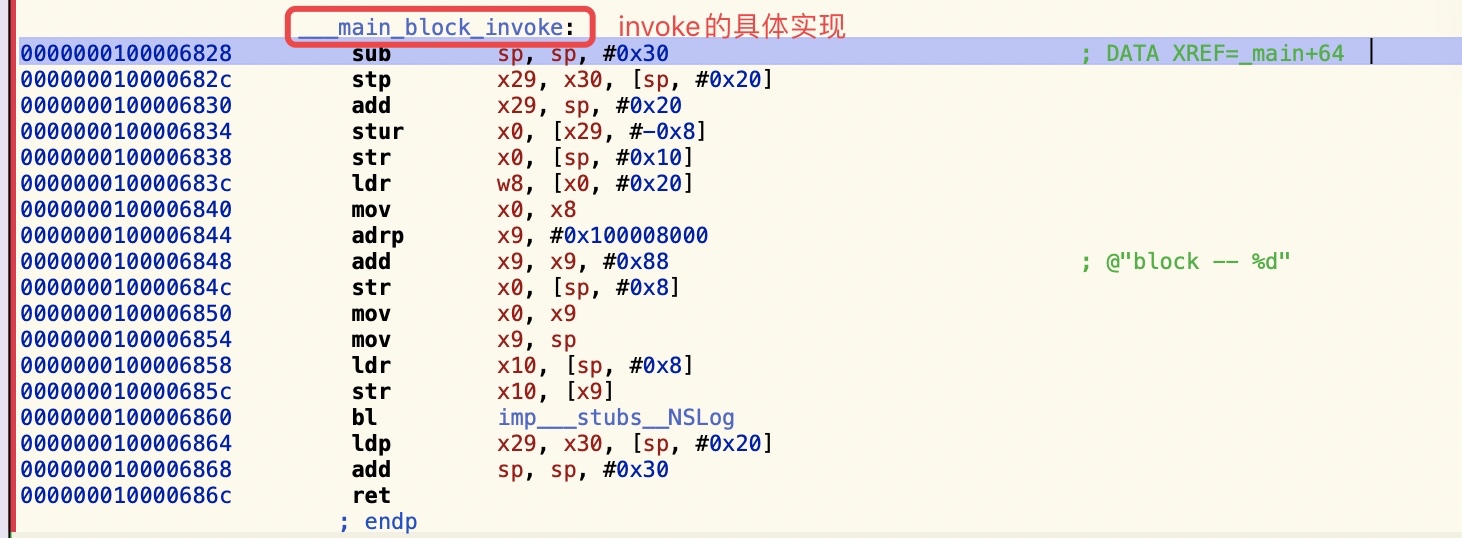 ___main_block_invoke: invoke的具体实现
0000000100006828 sub sp, sp, #0x30 ; DATA XREF=_main+64
000000010000682c stp x29, x30, [sp, #0x20]
0000000100006830 add x29, sp, #0x20
0000000100006834 stur x0, [x29, #-0x8]
0000000100006838 str x0, [sp, #0x10]
000000010000683c ldr w8, [x0, #0x20]
0000000100006840 mov x0, x8
0000000100006844 adrp x9, #0x100008000
0000000100006848 add x9, x9, #0x88 ; @"block -- %d"
000000010000684c str x0, [sp, #0x8]
0000000100006850 mov x0, x9
0000000100006854 mov x9, sp
0000000100006858 ldr x10, [sp, #0x8]
000000010000685c str x10, [x9]
0000000100006860 bl imp___stubs__NSLog
0000000100006864 ldp x29, x30, [sp, #0x20]
0000000100006868 add sp, sp, #0x30
000000010000686c ret
; endp